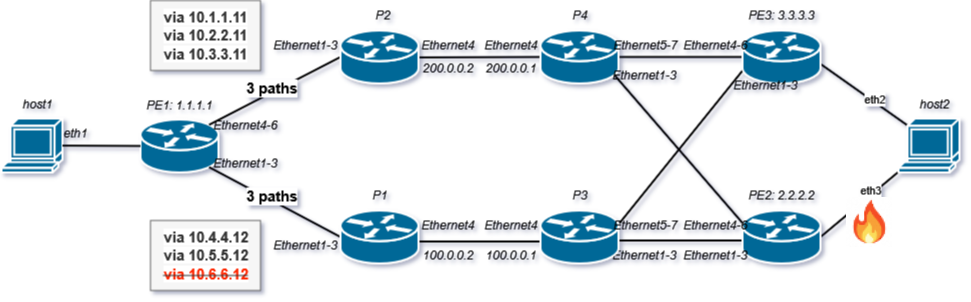 via 10.1.1.11
via 10.2.2.11
via 10.3.3.11
P2
P4
PE3: 3.3.3.3
Ethernet1-3
Ethernet4
Ethernet4
Ethernet5-7
Ethernet4-6
200.0.0.2
200.0.0.1
Ethernet1-3
Ethernet1-3
3 paths
host1
PE1: 1.1.1.1
eth2
host2
eth1
Ethernet4-6
Ethernet1-3
3 paths
P1
P3
PE2: 2.2.2.2
eth3
via 10.4.4.12
via 10.5.5.12
via 10.6.6.12
Ethernet1-3
Ethernet4
Ethernet4
Ethernet5-7
Ethernet4-6
100.0.0.2
100.0.0.1
Ethernet1-3
Ethernet1-3